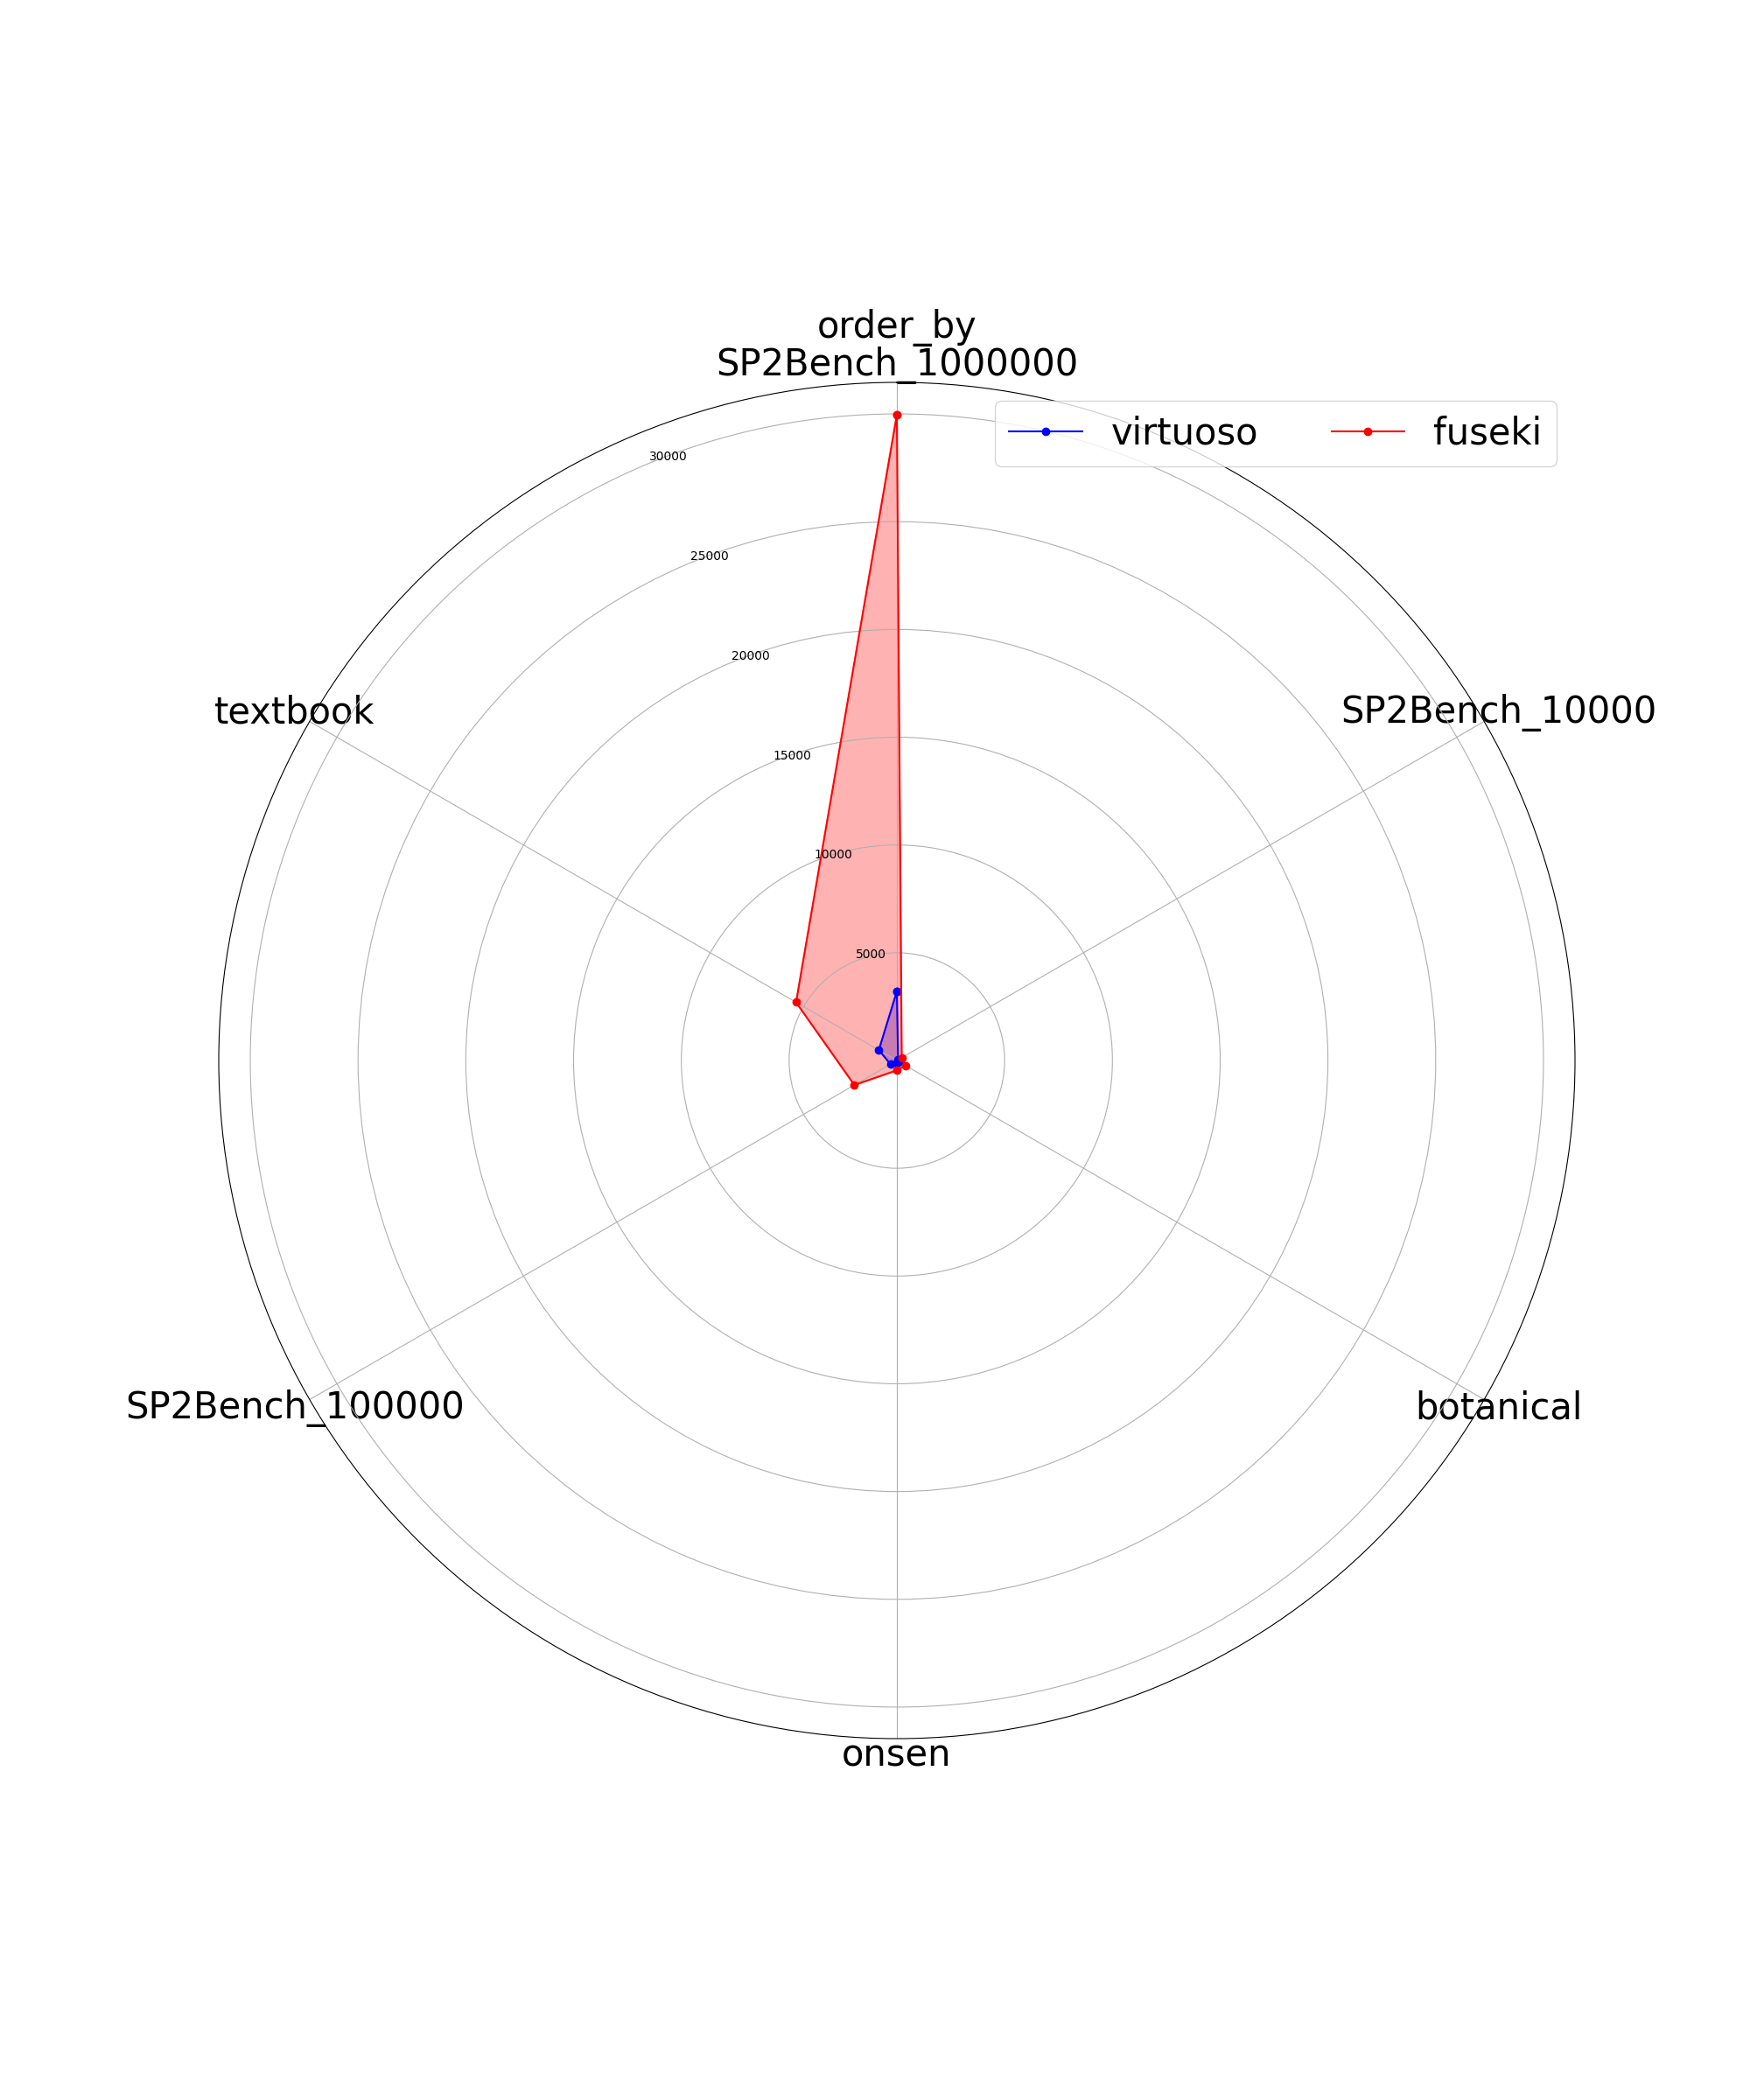 order_by
SP2Bench_1000000
virtuoso fuseki
30000
25000
20000
15000
10000
5000
textbook
SP2Bench_10000
SP2Bench_100000
botanical
onsen